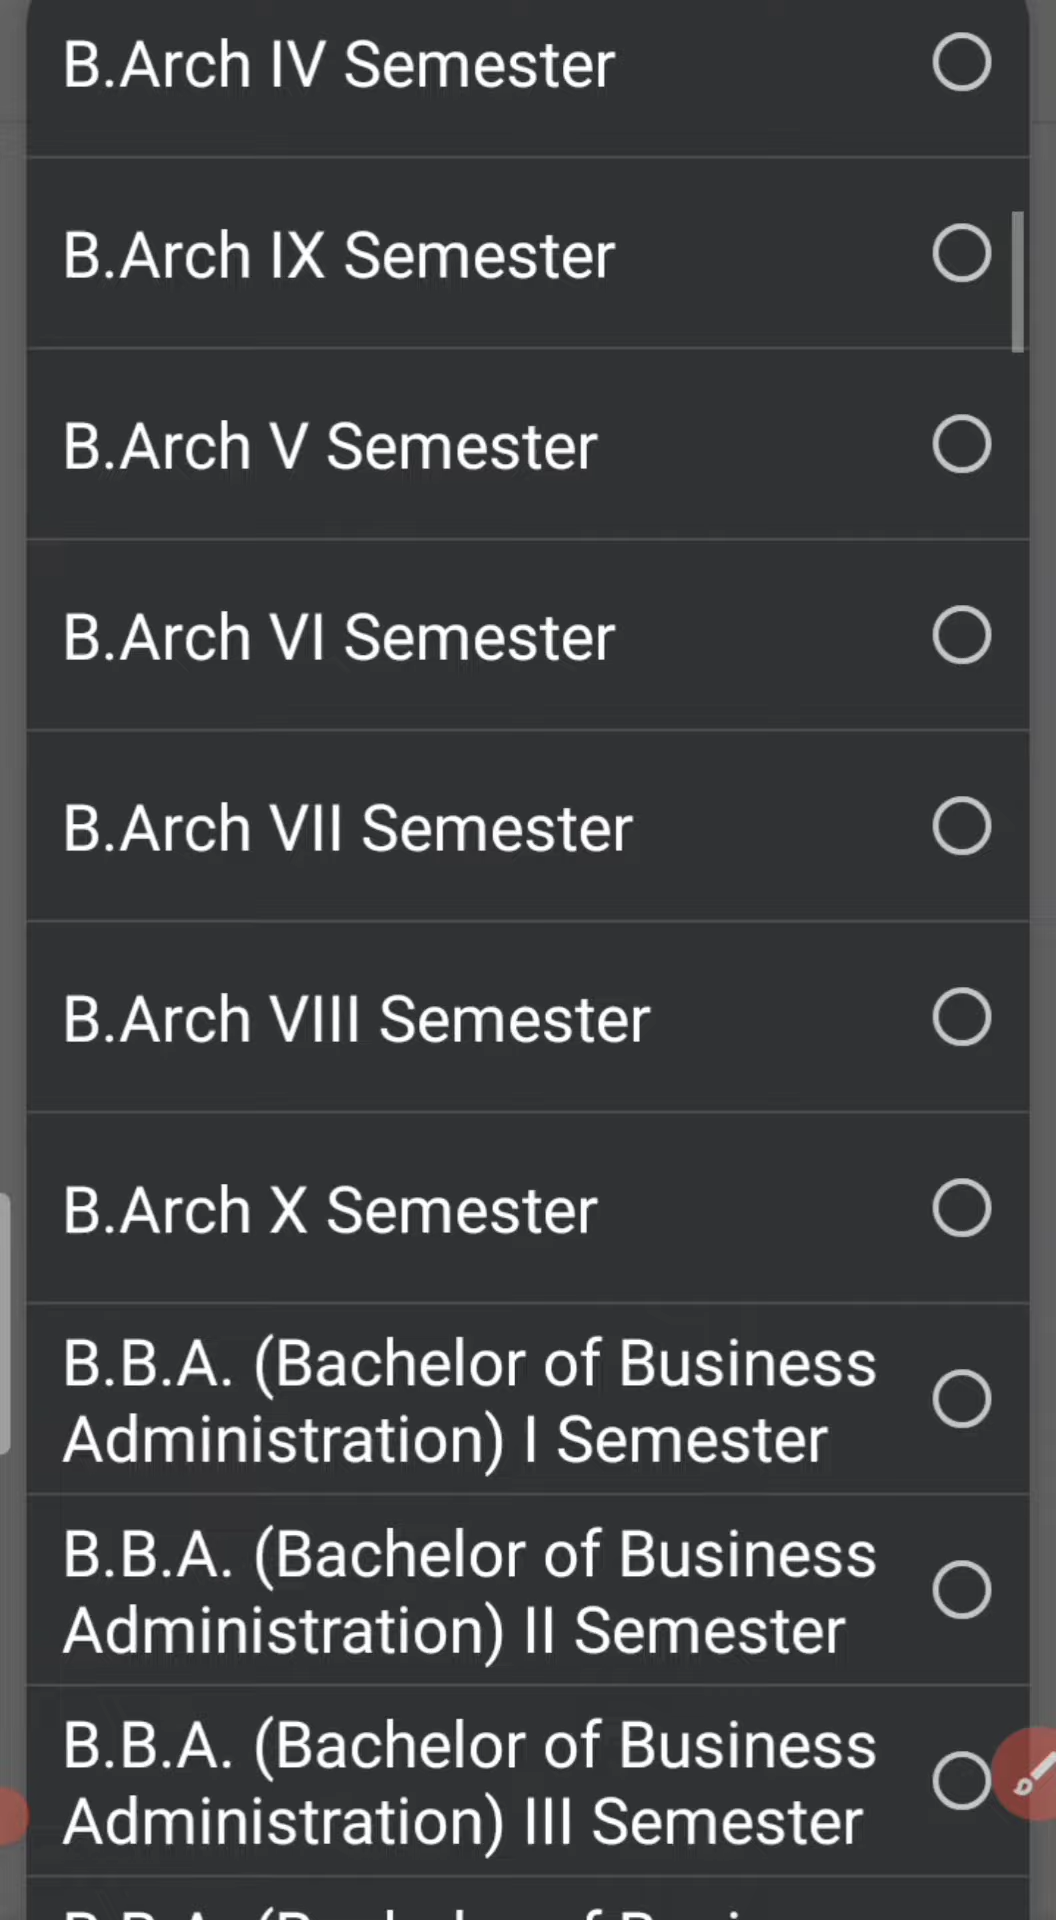 B.Arch IV Semester
B.Arch IX Semester
B.Arch V Semester
B.Arch VI Semester
B.Arch VII Semester
B.Arch VIII Semester
B.Arch X Semester
B.B.A. (Bachelor of Business
Administration) I Semester
B.B.A. (Bachelor of Business
Administration) II Semester
B.B.A. (Bachelor of Business
Administration) III Semester